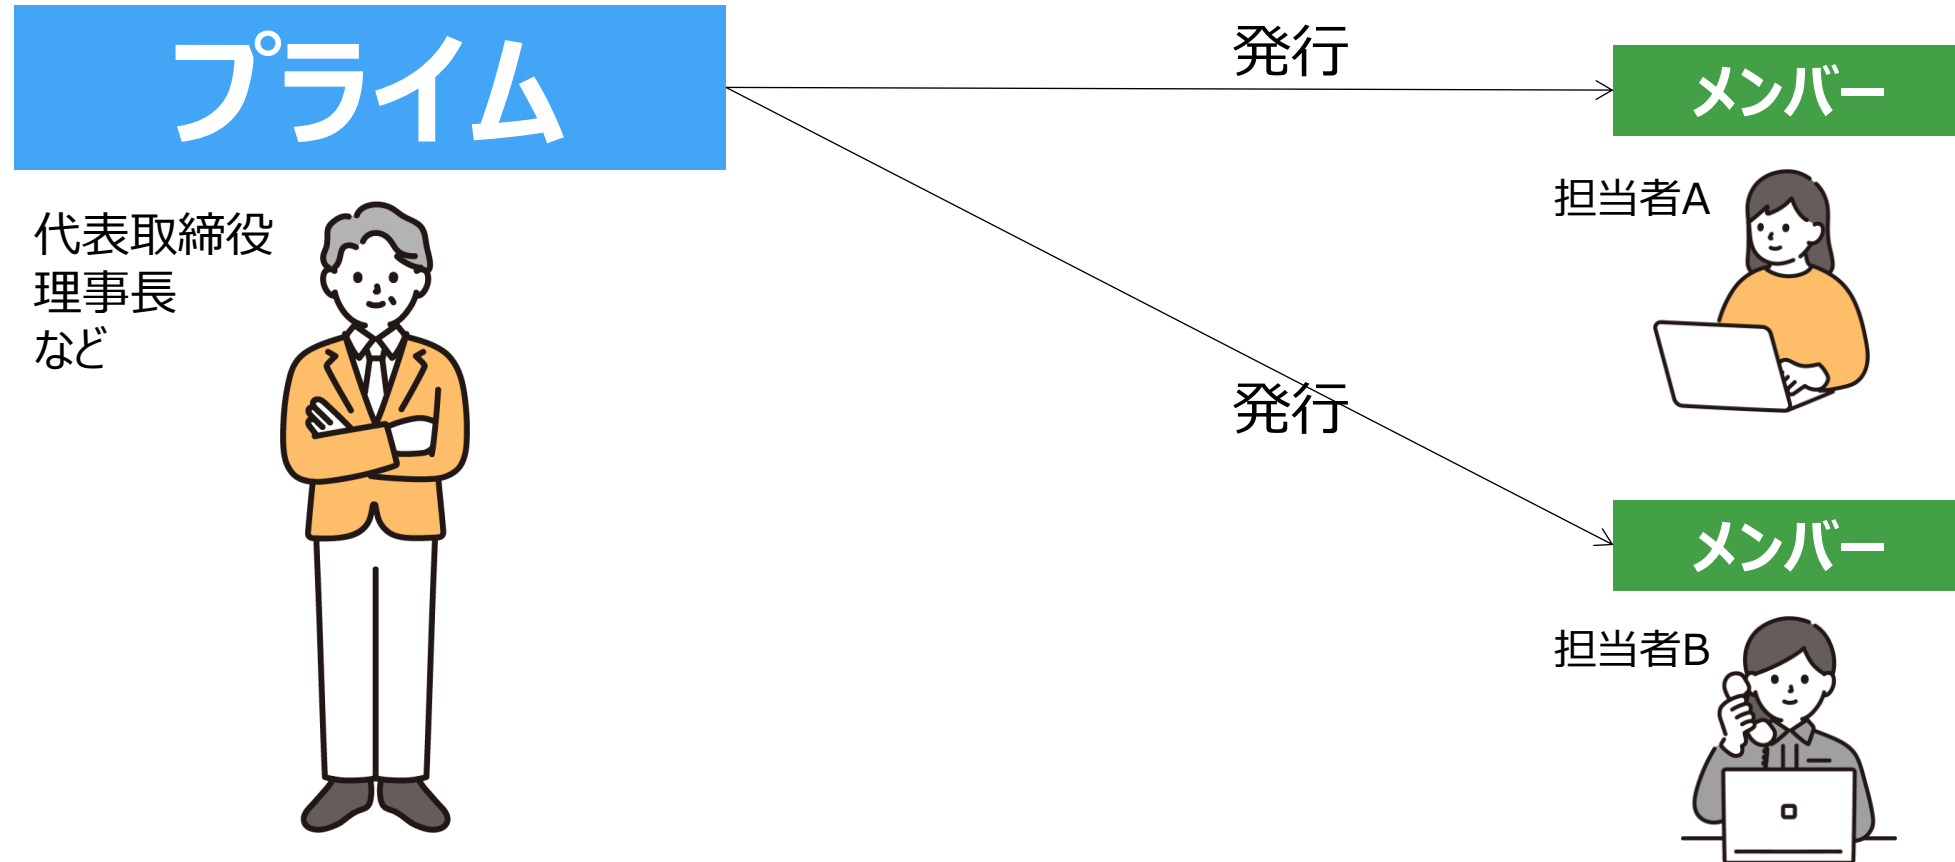 プライム
発行
メンバー
代表取締役
理事長
など
担当者A
発行
メンバー
担当者B